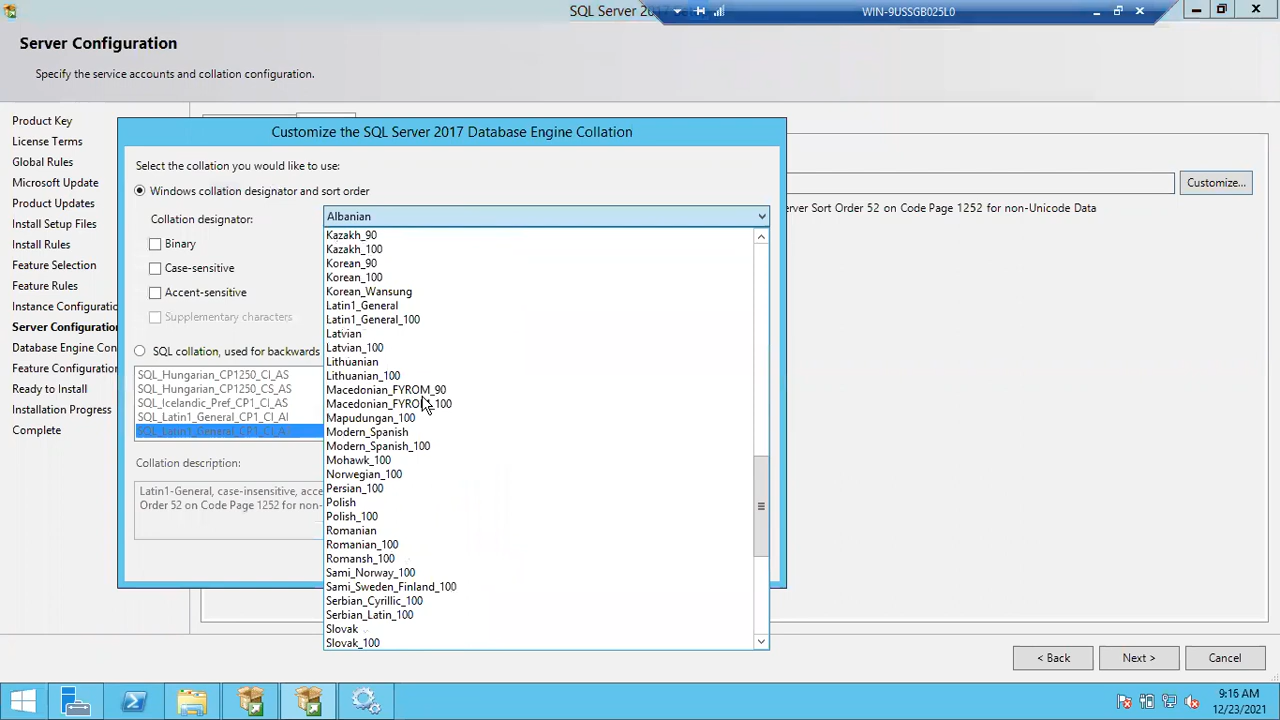 SQL Server 2017
WIN-9USSGB025L0
Server Configuration
Specify the service accounts and collation configuration.
Product Key
License Terms
Global Rules
Microsoft Update
Product Updates
Install Setup Files
Install Rules
Feature Selection
Feature Rules
Instance Configuratio
Server Configuration
Database Engine Con
Feature Configuration
Ready to Install
Installation Progress
Complete
Customize the SQL Server 2017 Database Engine Collation
Select the collation you would like to use:
Windows collation designator and sort order
Collation designator:
Albanian
Binary
Case-sensitive
Accent-sensitive
Supplementary characters
SQL collation, used for backwards
SQL_Hungarian_CP1250_CI_AS
SQL_Hungarian_CP1250_CS_AS
SQL_Icelandic_Pref_CP1_CI_AS
SQL_Latin1_General_CP1_CI_AI
SQL_Latin1_General_CP1_CI_A
Collation description:
Latin1-General, case-insensitive, acce
Order 52 on Code Page 1252 for non-
Kazakh_90
Kazakh_100
Korean_90
Korean_100
Korean_Wansung
Latin1_General
Latin1_General_100
Latvian
Latvian_100
Lithuanian
Lithuanian_100
Macedonian_FYROM_90
Macedonian_FYROM_100
Mapudungan_100
Modern_Spanish
Modern_Spanish_100
Mohawk_100
Norwegian_100
Persian_100
Polish
Polish_100
Romanian
Romanian_100
Romansh_100
Sami_Norway_100
Sami_Sweden_Finland_100
Serbian_Cyrillic_100
Serbian_Latin_100
Slovak
Slovak_100
Customize...
erver Sort Order 52 on Code Page 1252 for non-Unicode Data
< Back
Next >
Cancel
9:16 AM
12/23/2021